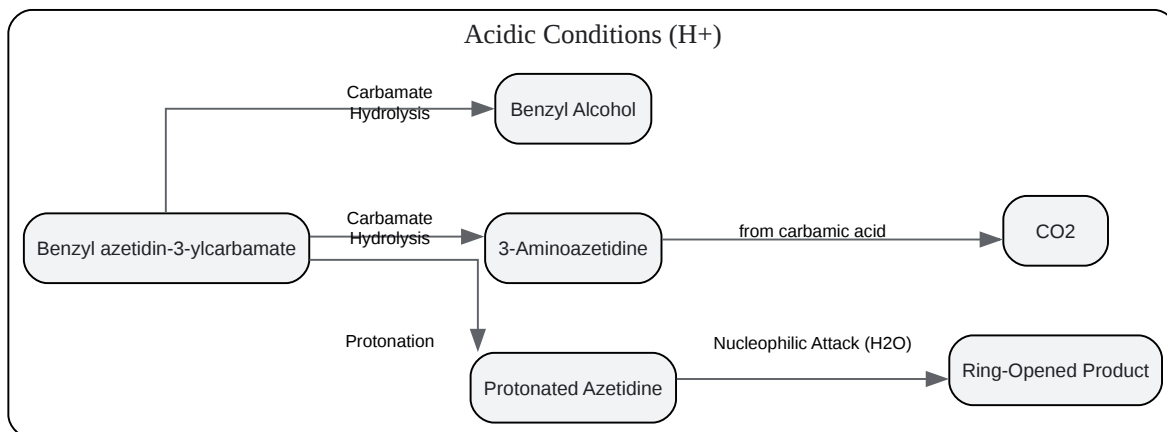 Acidic Conditions (H+)
Carbamate
Hydrolysis
Benzyl Alcohol
Benzyl azetidin-3-ylcarbamate
Carbamate
Hydrolysis
3-Aminoazetidine
from carbamic acid
CO2
Protonation
Protonated Azetidine
Nucleophilic Attack (H2O)
Ring-Opened Product